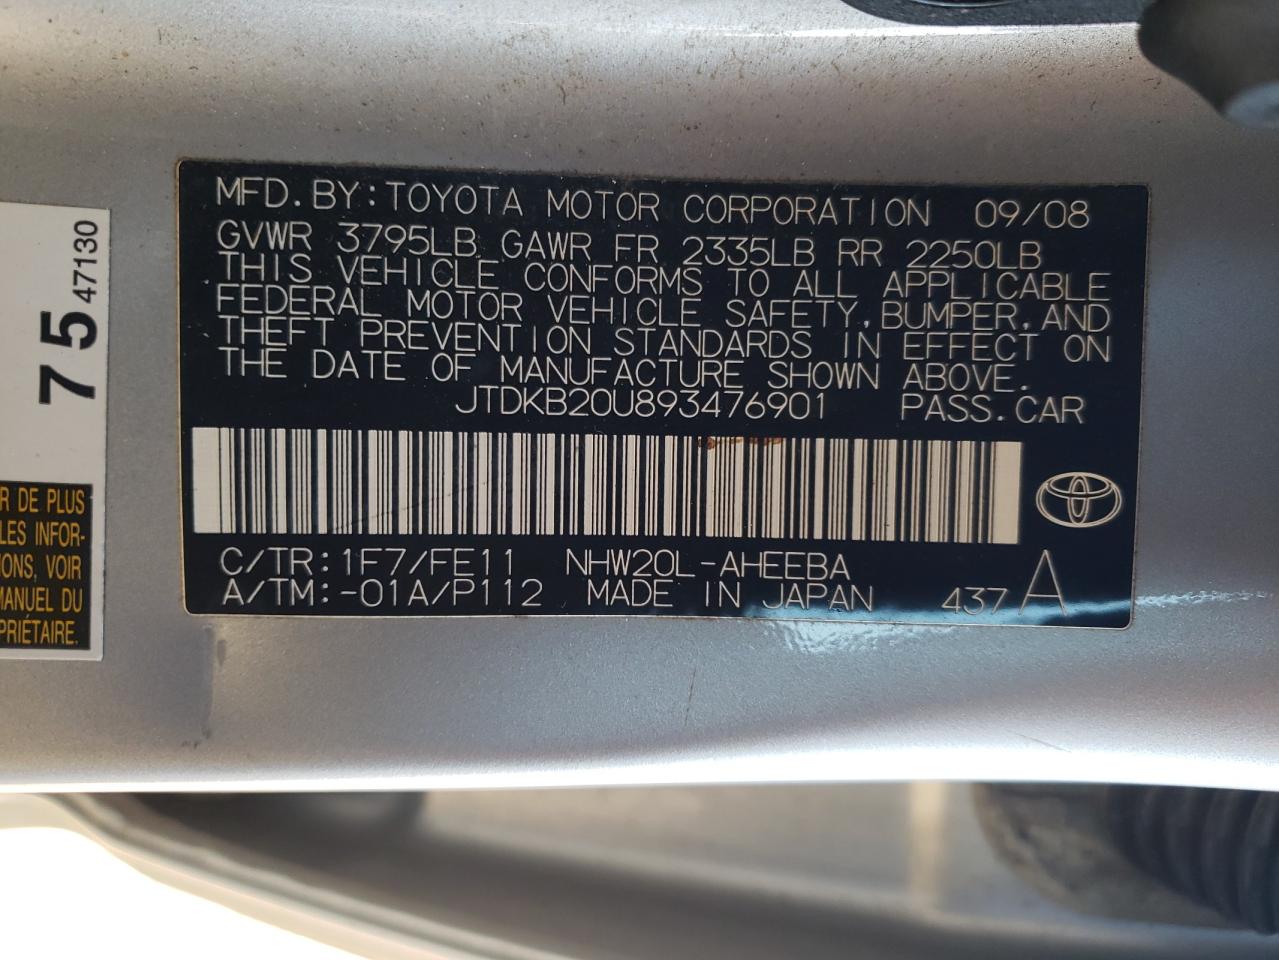 MFD. BY: TOYOTA MOTOR CORPORATION 09/08
GVWR 3795LB GAWR FR 2335LB RR 2250LB
THIS VEHICLE CONFORMS TO ALL APPLICABLE
FEDERAL MOTOR VEHICLE SAFETY, BUMPER, AND
THEFT PREVENTION STANDARDS IN EFFECT ON
THE DATE OF MANUFACTURE SHOWN ABOVE.
JTDKB20U893476901 PASS. CAR
C/TR: 1F7/FE11 NHW20L-AHEEBA
A/TM: -01A/P112 MADE IN JAPAN 437 A
7 5 47130
R DE PLUS
LES INFOR-
IONS, VOIR
MANUEL DU
PRIÉTAIRE.